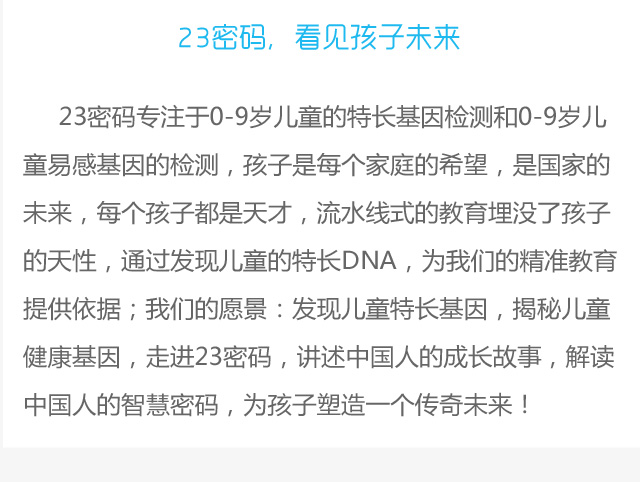 23密码，看见孩子未来
23密码专注于0-9岁儿童的特长基因检测和0-9岁儿
童易感基因的检测，孩子是每个家庭的希望，是国家的
未来，每个孩子都是天才，流水线式的教育埋没了孩子
的天性，通过发现儿童的特长DNA，为我们的精准教育
提供依据；我们的愿景：发现儿童特长基因，揭秘儿童
健康基因，走进23密码，讲述中国人的成长故事，解读
中国人的智慧密码，为孩子塑造一个传奇未来！